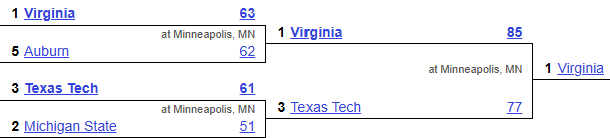 1 Virginia 63
at Minneapolis, MN
5 Auburn 62
1 Virginia 85
at Minneapolis, MN
3 Texas Tech 61
at Minneapolis, MN
2 Michigan State 51
3 Texas Tech 77
1 Virginia